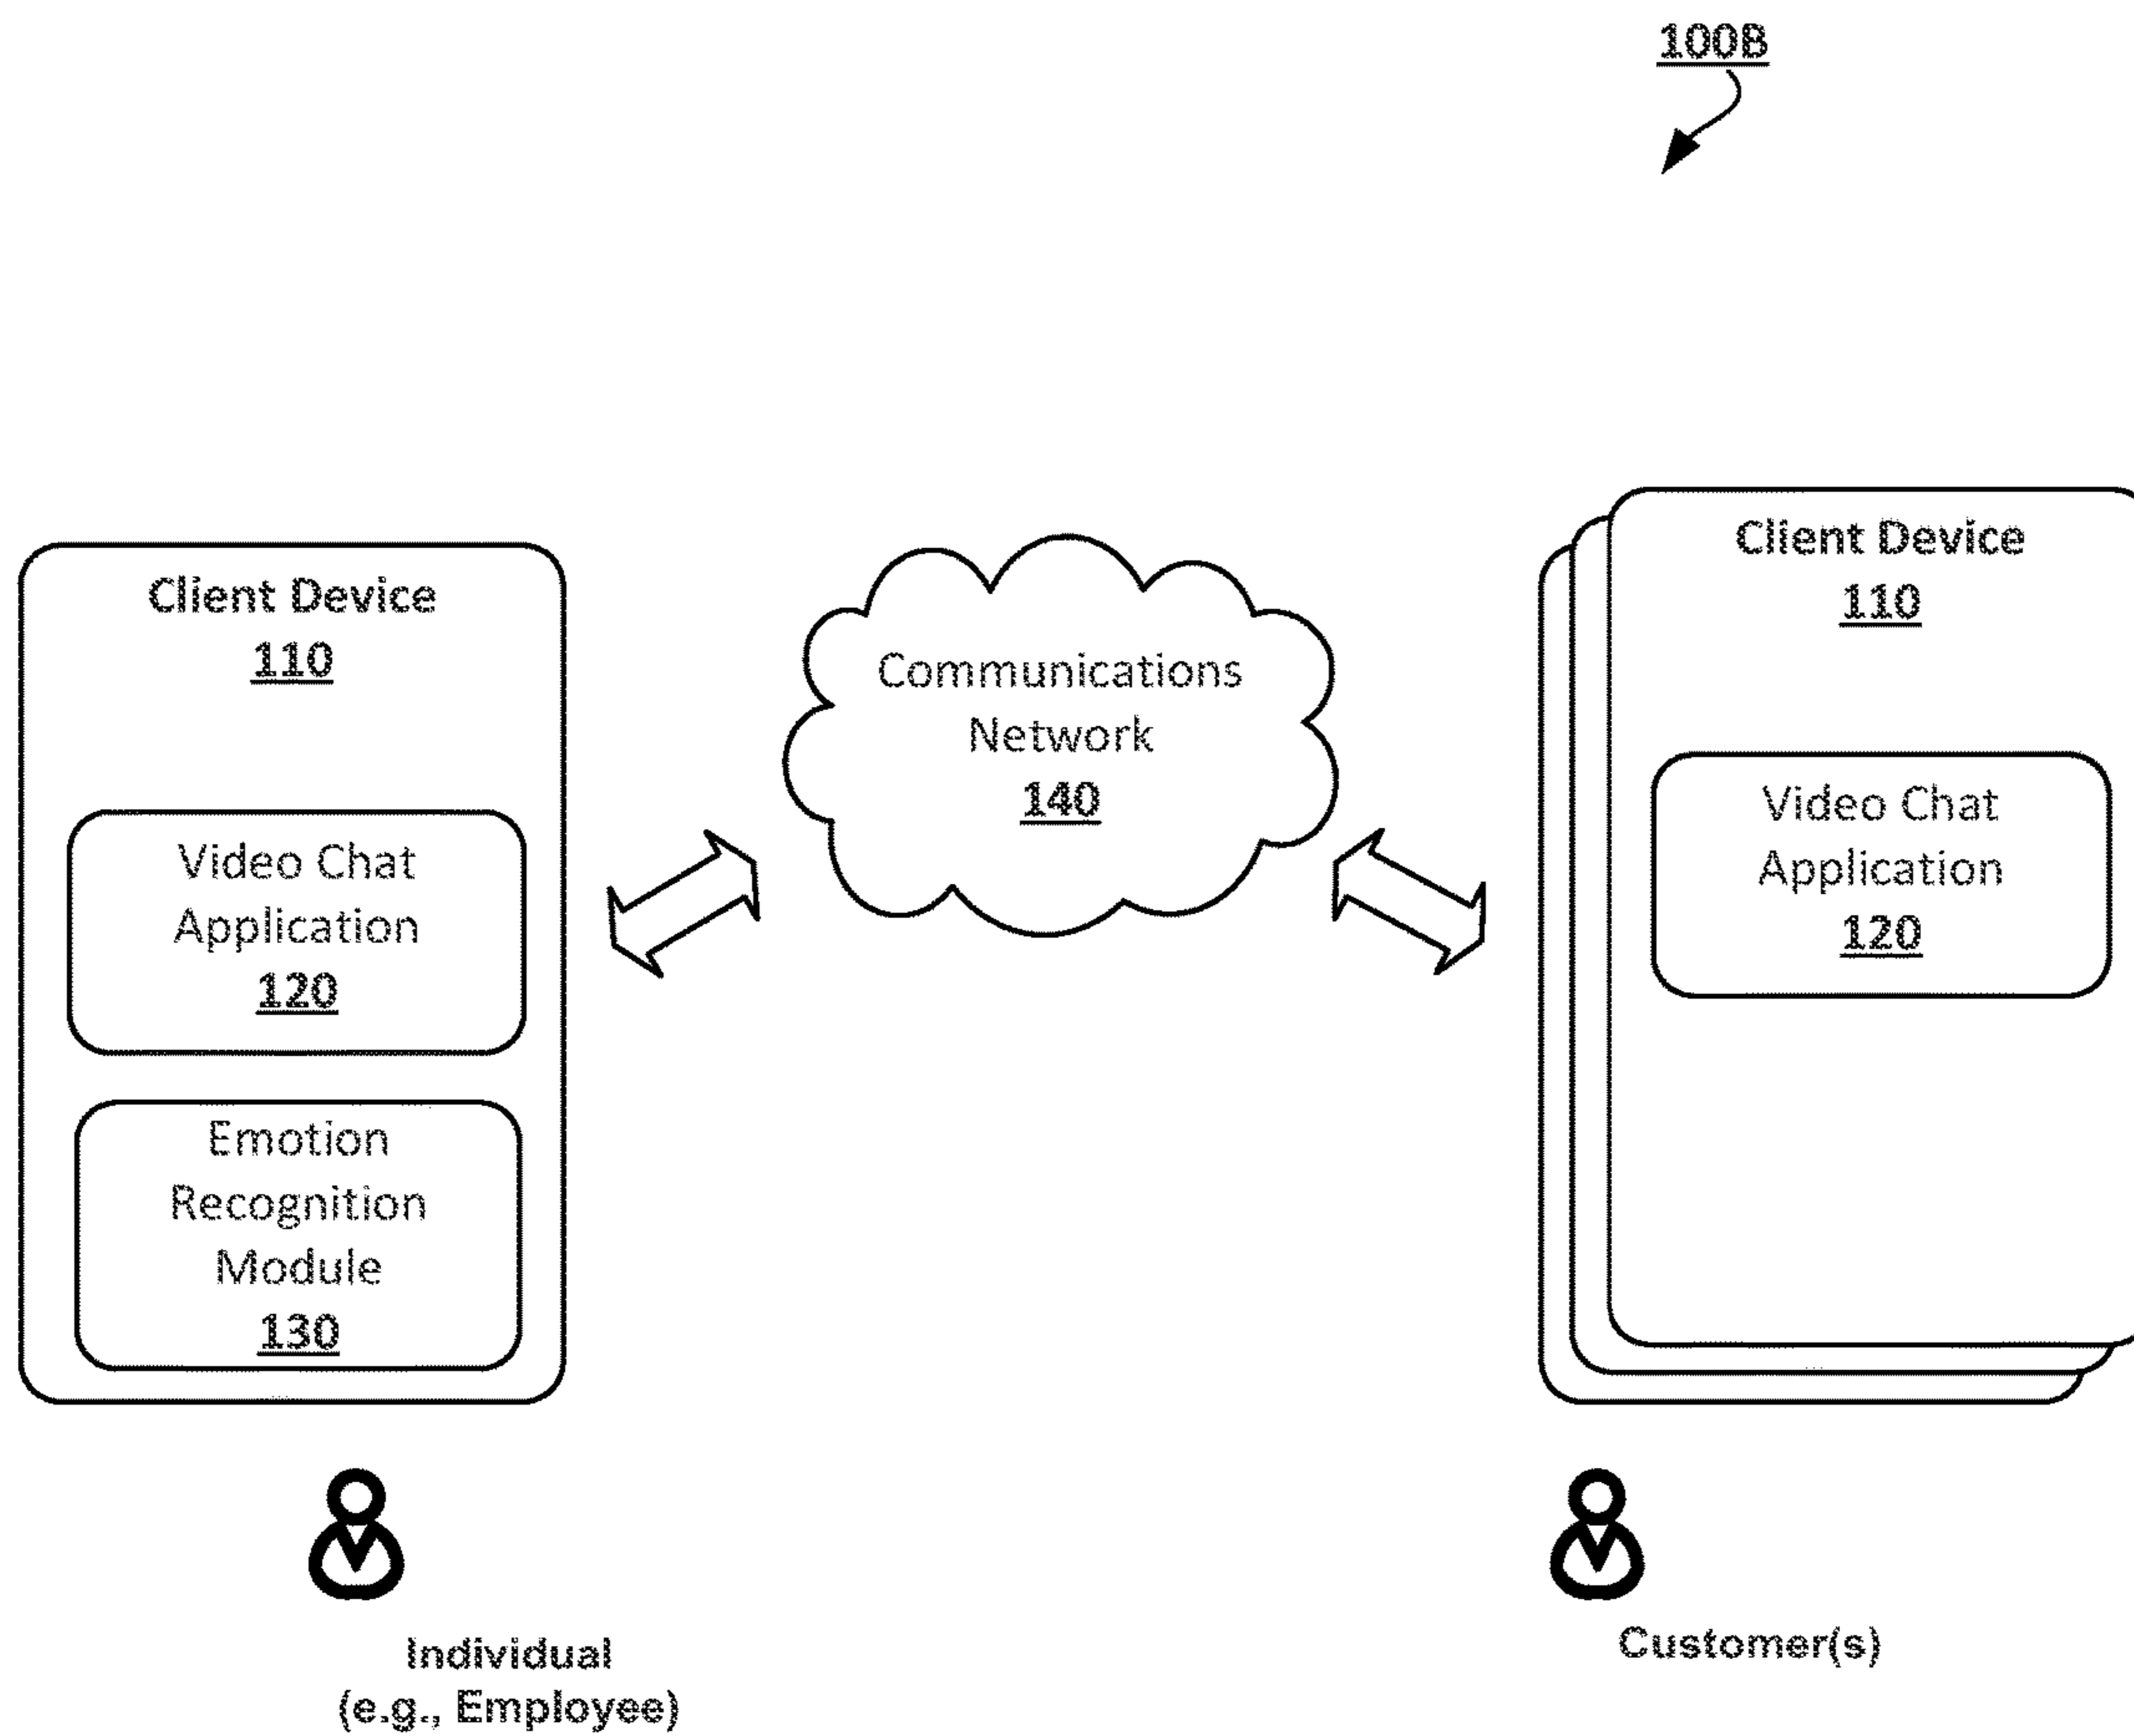 100B
Client Device
110
Video Chat
Application
120
Emotion
Recognition
Module
130
Individual
(e.g., Employee)
Communications
Network
140
Client Device
110
Video Chat
Application
120
Customer(s)